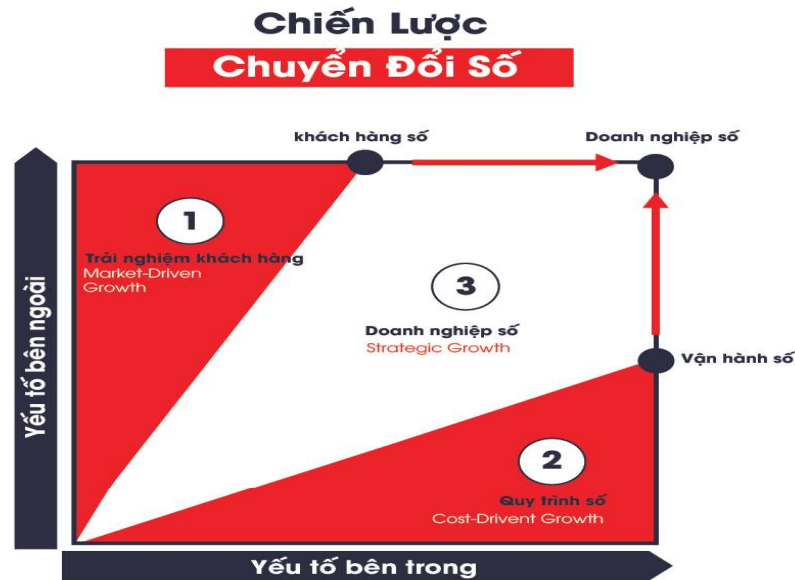 Chiến Lược
Chuyển Đổi Số
khách hàng số
Doanh nghiệp số
1
Trải nghiệm khách hàng
Market-Driven
Growth
3
Doanh nghiệp số
Strategic Growth
Vận hành số
2
Quy trình số
Cost-Drivent Growth
Yếu tố bên ngoài
Yếu tố bên trong